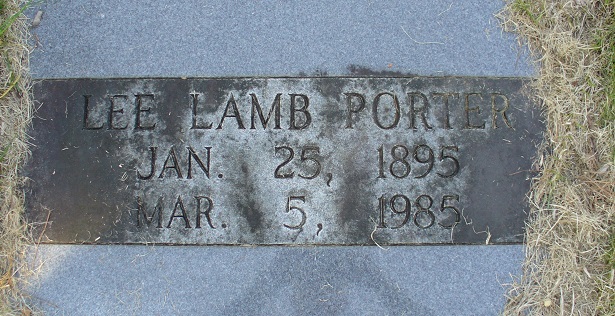 LEE LAMB PORTER
JAN. 25, 1895
MAR. 5, 1985